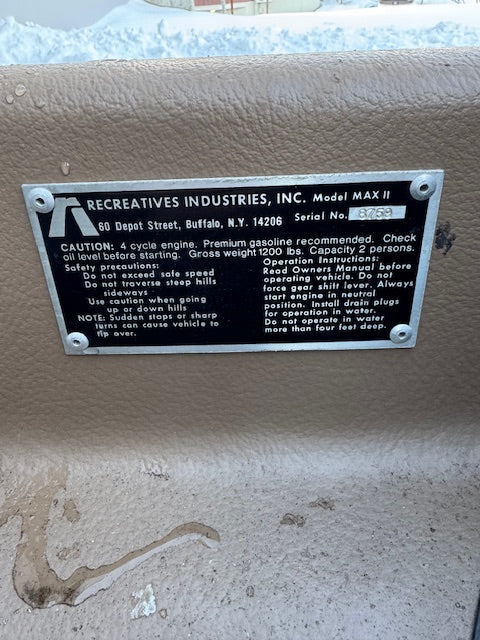 RECREATIVES INDUSTRIES, INC. Model MAX II
60 Depot Street, Buffalo, N.Y. 14206 Serial No. 8759
CAUTION: 4 cycle engine. Premium gasoline recommended. Check
oil level before starting. Gross weight 1200 lbs. Capacity 2 persons.
Safety precautions:
Do not exceed safe speed
Do not traverse steep hills
sideways
Use caution when going
up or down hills
NOTE: Sudden stops or sharp
turns can cause vehicle to
tip over.
Operation Instructions:
Read Owners Manual before
operating vehicle. Do not
force gear shift lever. Always
start engine in neutral
position. Install drain plugs
for operation in water.
Do not operate in water
more than four feet deep.